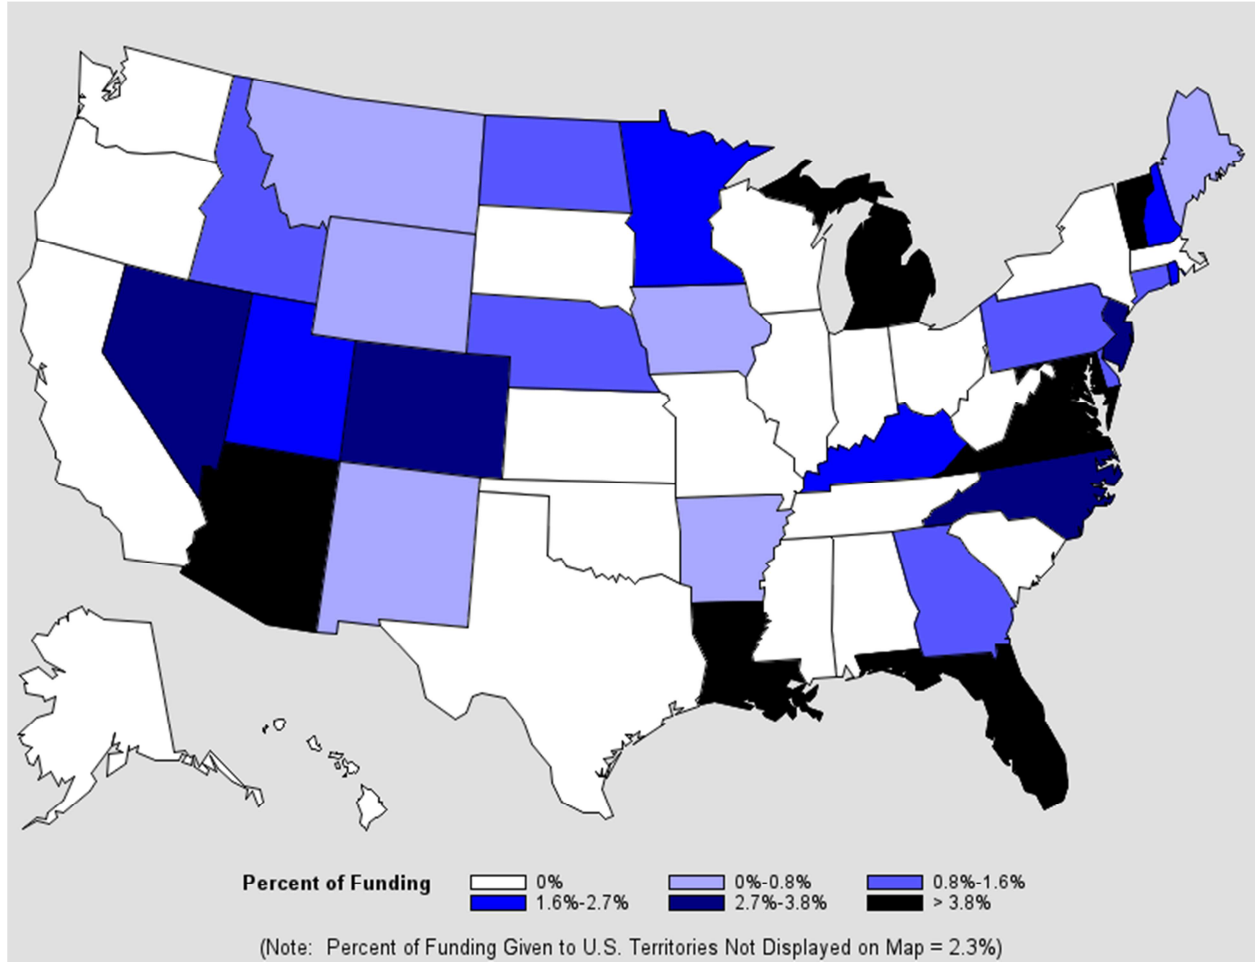 Percent of Funding 0% 0%-0.8% 0.8%-1.6%
1.6%-2.7% 2.7%-3.8% > 3.8%
(Note: Percent of Funding Given to U.S. Territories Not Displayed on Map = 2.3%)